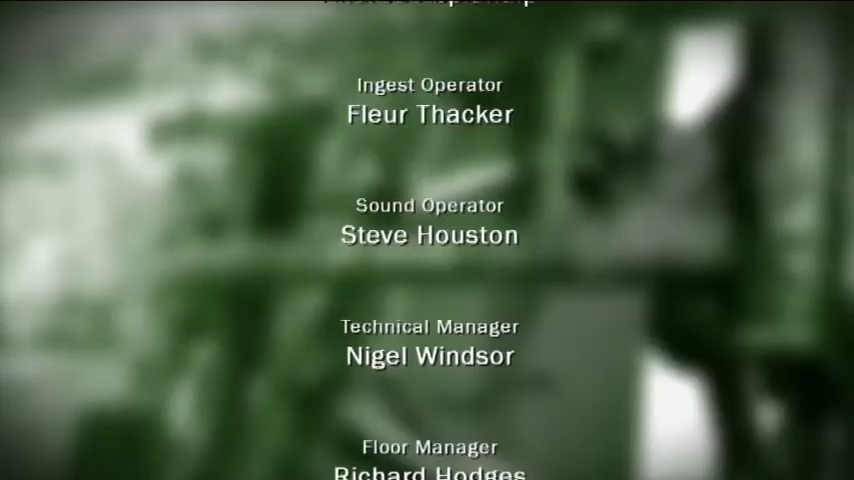 Ingest Operator
Fleur Thacker
Sound Operator
Steve Houston
Technical Manager
Nigel Windsor
Floor Manager
Richard Hodges